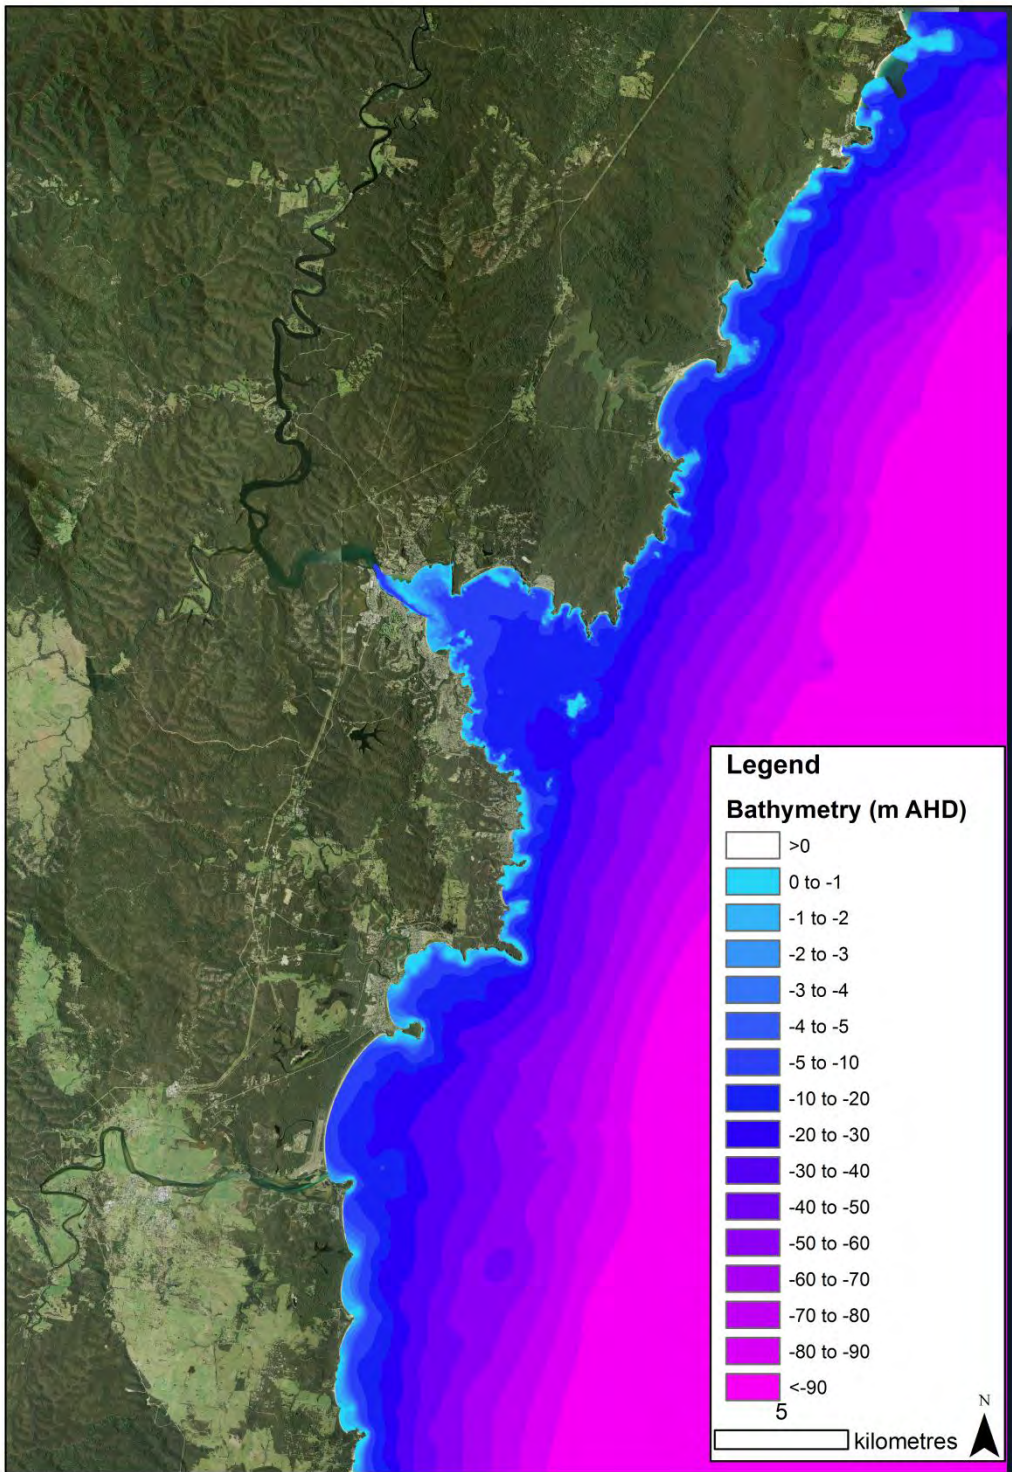 Legend
Bathymetry (m AHD)
>0
0 to -1
-1 to -2
-2 to -3
-3 to -4
-4 to -5
-5 to -10
-10 to -20
-20 to -30
-30 to -40
-40 to -50
-50 to -60
-60 to -70
-70 to -80
-80 to -90
<-90
5
kilometres
N